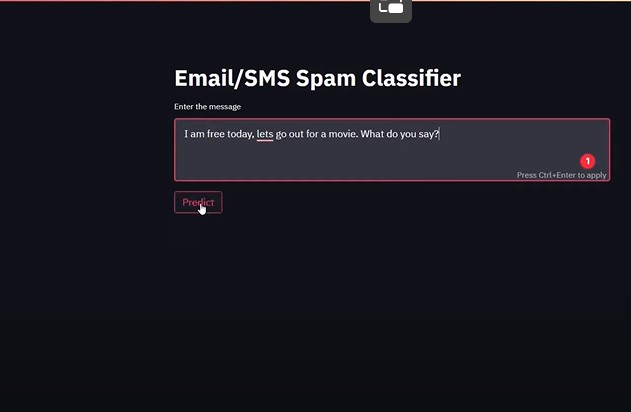 Email/SMS Spam Classifier
Enter the message
I am free today, lets go out for a movie. What do you say?
1
Press Ctrl+Enter to apply
Predict